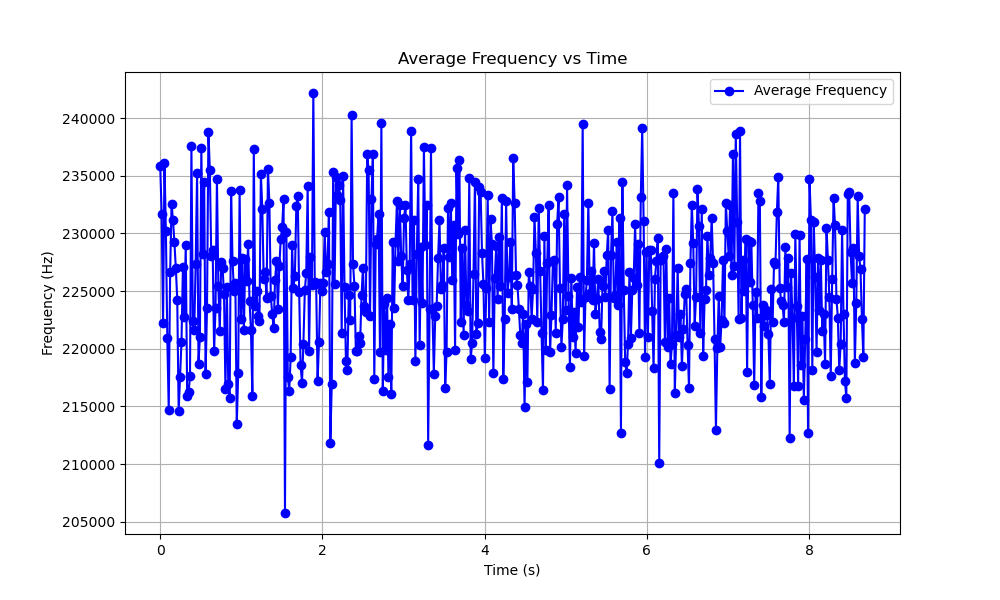 Average Frequency vs Time
Average Frequency
Frequency (Hz)
240000
235000
230000
225000
220000
215000
210000
205000
0 2 4 6 8
Time (s)